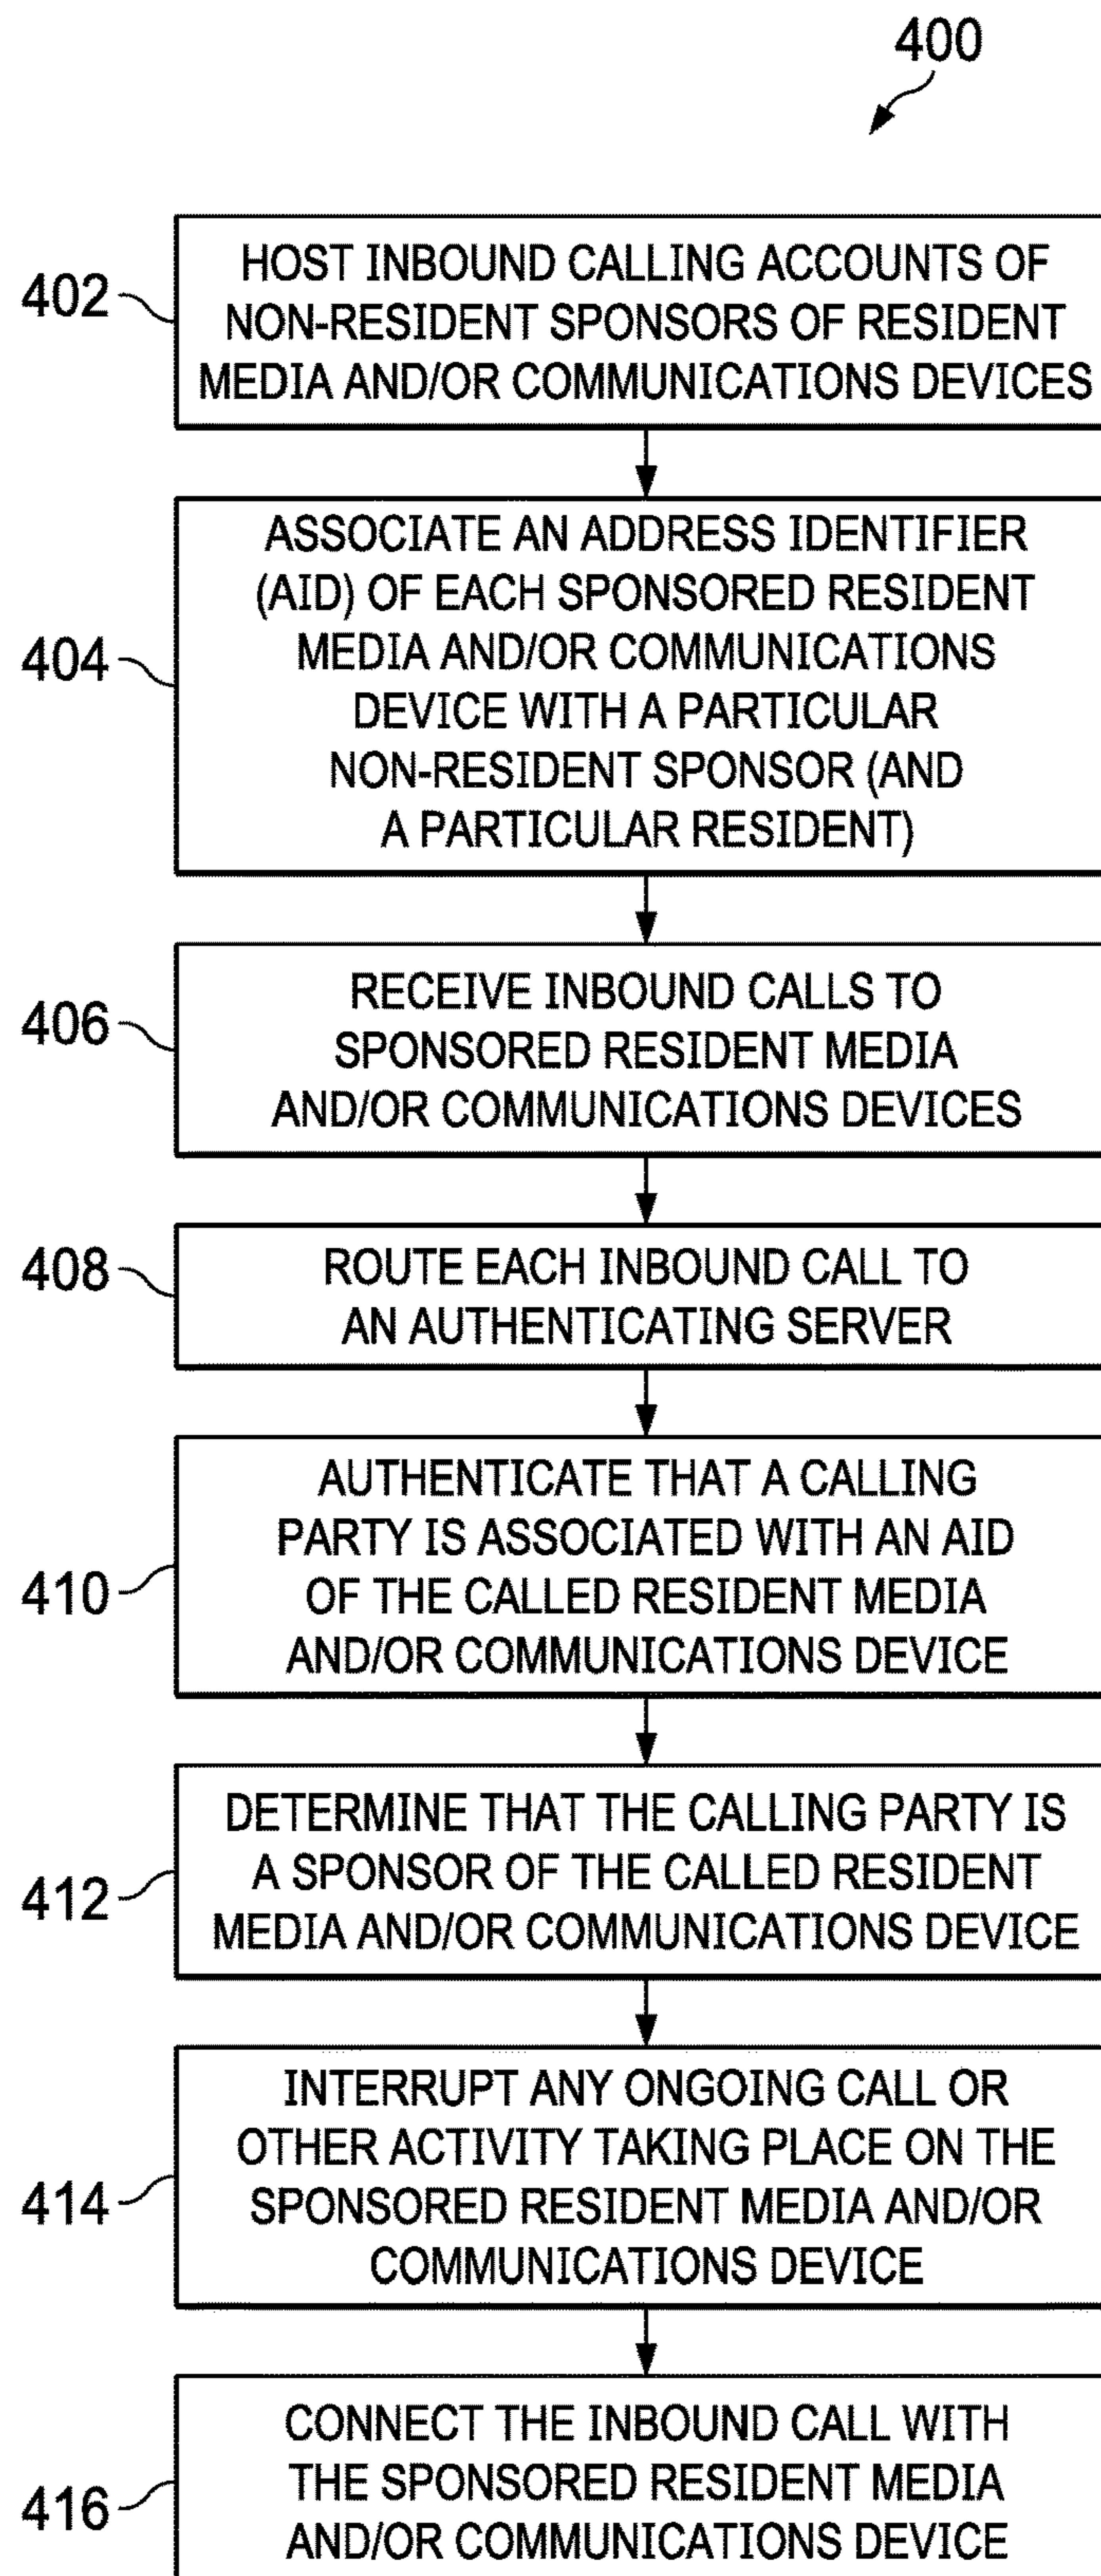 400
402
HOST INBOUND CALLING ACCOUNTS OF
NON-RESIDENT SPONSORS OF RESIDENT
MEDIA AND/OR COMMUNICATIONS DEVICES
404
ASSOCIATE AN ADDRESS IDENTIFIER
(AID) OF EACH SPONSORED RESIDENT
MEDIA AND/OR COMMUNICATIONS
DEVICE WITH A PARTICULAR
NON-RESIDENT SPONSOR (AND
A PARTICULAR RESIDENT)
406
RECEIVE INBOUND CALLS TO
SPONSORED RESIDENT MEDIA
AND/OR COMMUNICATIONS DEVICES
408
ROUTE EACH INBOUND CALL TO
AN AUTHENTICATING SERVER
410
AUTHENTICATE THAT A CALLING
PARTY IS ASSOCIATED WITH AN AID
OF THE CALLED RESIDENT MEDIA
AND/OR COMMUNICATIONS DEVICE
412
DETERMINE THAT THE CALLING PARTY IS
A SPONSOR OF THE CALLED RESIDENT
MEDIA AND/OR COMMUNICATIONS DEVICE
414
INTERRUPT ANY ONGOING CALL OR
OTHER ACTIVITY TAKING PLACE ON THE
SPONSORED RESIDENT MEDIA AND/OR
COMMUNICATIONS DEVICE
416
CONNECT THE INBOUND CALL WITH
THE SPONSORED RESIDENT MEDIA
AND/OR COMMUNICATIONS DEVICE